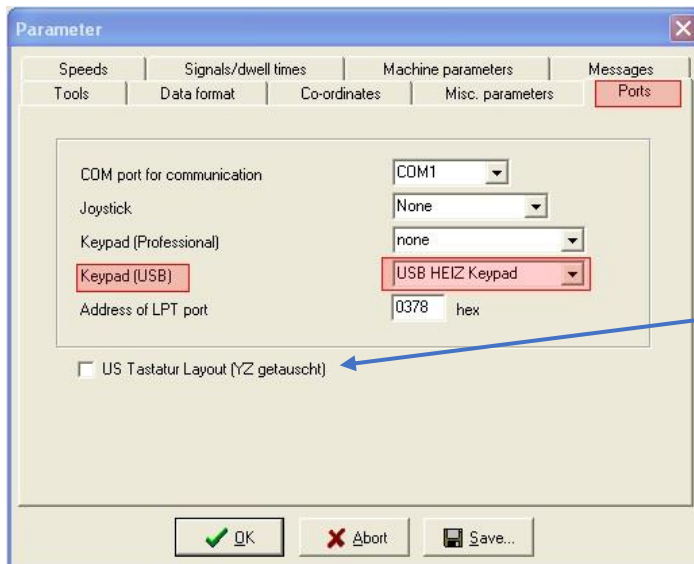 Parameter
Speeds Signals/dwell times Machine parameters Messages
Tools Data format Co-ordinates Misc. parameters Ports
COM port for communication COM1
Joystick None
Keypad (Professional) none
Keypad (USB) USB HEIZ Keypad
Address of LPT port 0378 hex
US Tastatur Layout (YZ getauscht)
OK Abort Save...